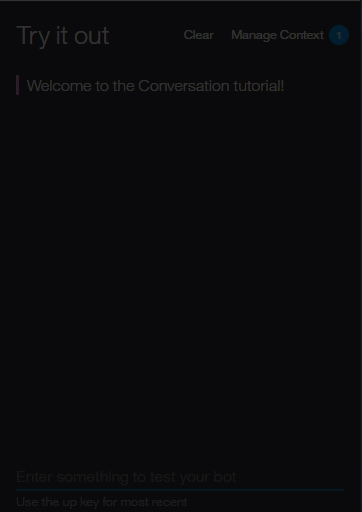 Try it out
Clear
Manage Context
1
Welcome to the Conversation tutorial!
Enter something to test your bot
Use the up key for most recent